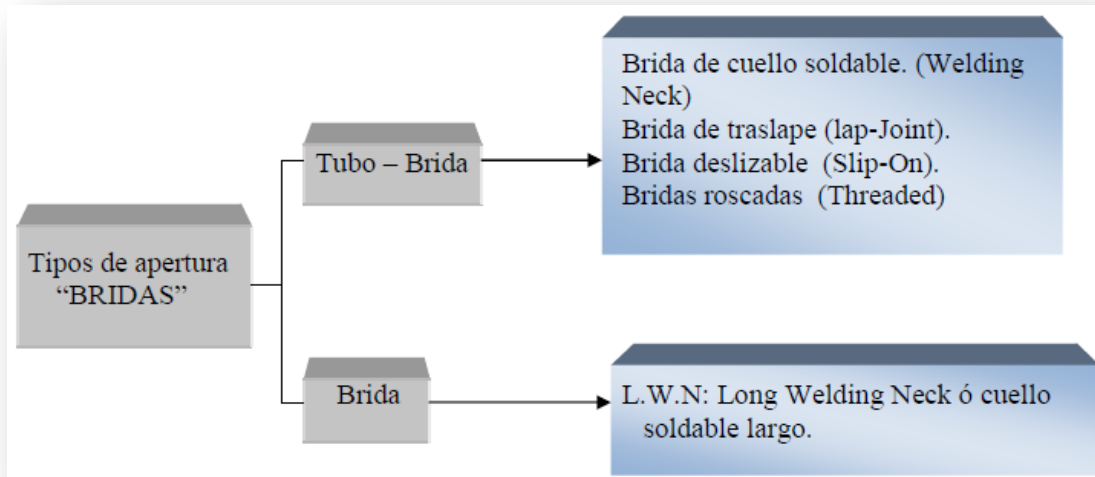 Tipos de apertura
“BRIDAS”
Tubo – Brida
Brida de cuello soldable. (Welding
Neck)
Brida de traslape (lap-Joint).
Brida deslizable  (Slip-On).
Bridas roscadas  (Threaded)
Brida
L.W.N: Long Welding Neck ó cuello
soldable largo.